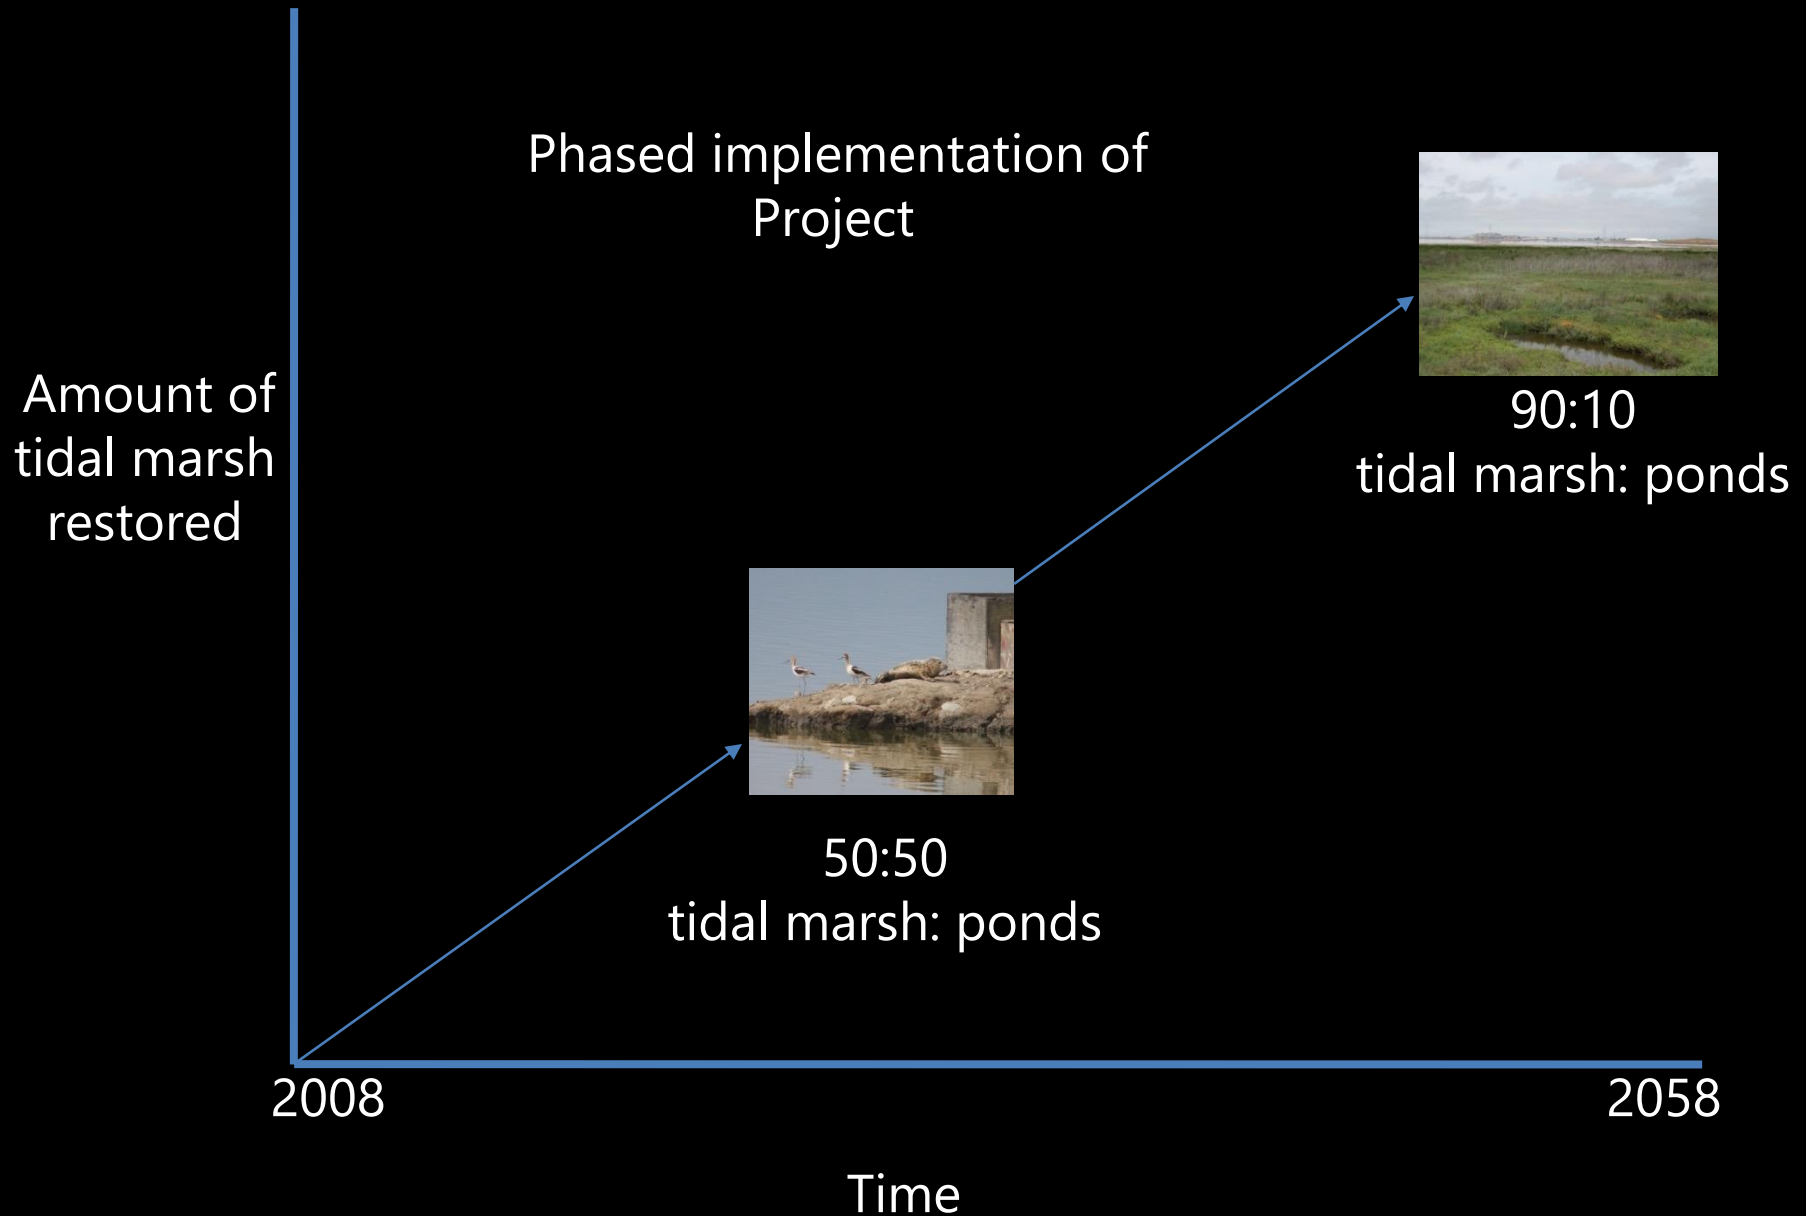 Phased implementation of
Project
Amount of
tidal marsh
restored
90:10
tidal marsh: ponds
50:50
tidal marsh: ponds
2008
2058
Time